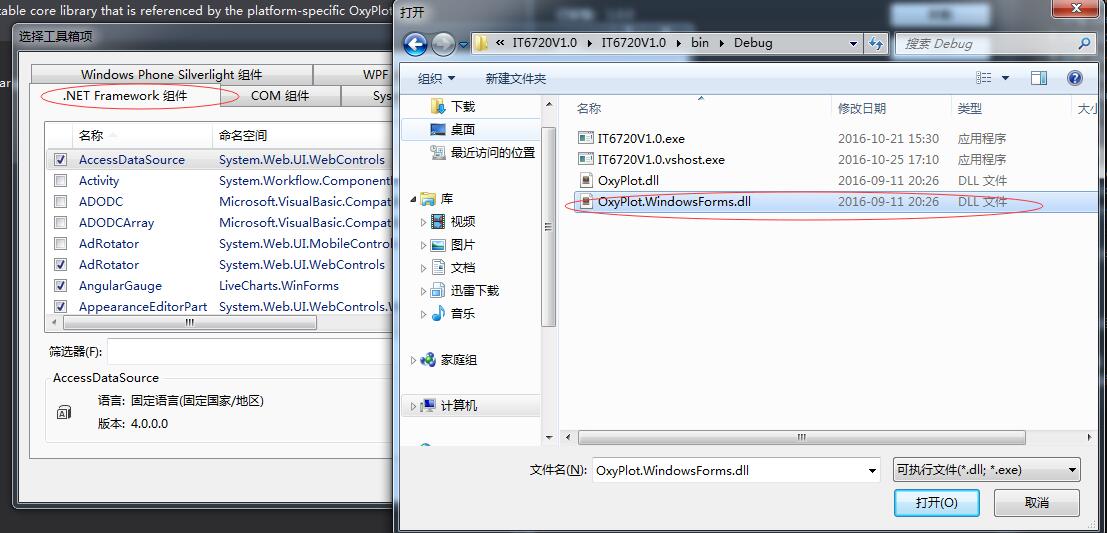 table core library that is referenced by the platform-specific OxyPlot
选择工具箱项
Windows Phone Silverlight 组件
WPF
.NET Framework 组件
COM 组件
Sys
名称
命名空间
AccessDataSource
System.Web.UI.WebControls
Activity
System.Workflow.Component
ADODC
Microsoft.VisualBasic.Compat
ADODCArray
Microsoft.VisualBasic.Compat
AdRotator
System.Web.UI.MobileControl
AdRotator
System.Web.UI.WebControls
AngularGauge
LiveCharts.WinForms
AppearanceEditorPart
System.Web.UI.WebControls.W
筛选器(F):
AccessDataSource
语言: 固定语言(固定国家/地区)
版本: 4.0.0.0
打开
« IT6720V1.0 IT6720V1.0 bin Debug
搜索 Debug
组织
新建文件夹
下载
桌面
最近访问的位置
库
视频
图片
文档
迅雷下载
音乐
家庭组
计算机
名称
修改日期
类型
大小
IT6720V1.0.exe
2016-10-21 15:30
应用程序
IT6720V1.0.vshost.exe
2016-10-25 17:10
应用程序
OxyPlot.dll
2016-09-11 20:26
DLL 文件
OxyPlot.WindowsForms.dll
2016-09-11 20:26
DLL 文件
文件名(N):
OxyPlot.WindowsForms.dll
可执行文件(*.dll; *.exe)
打开(O)
取消